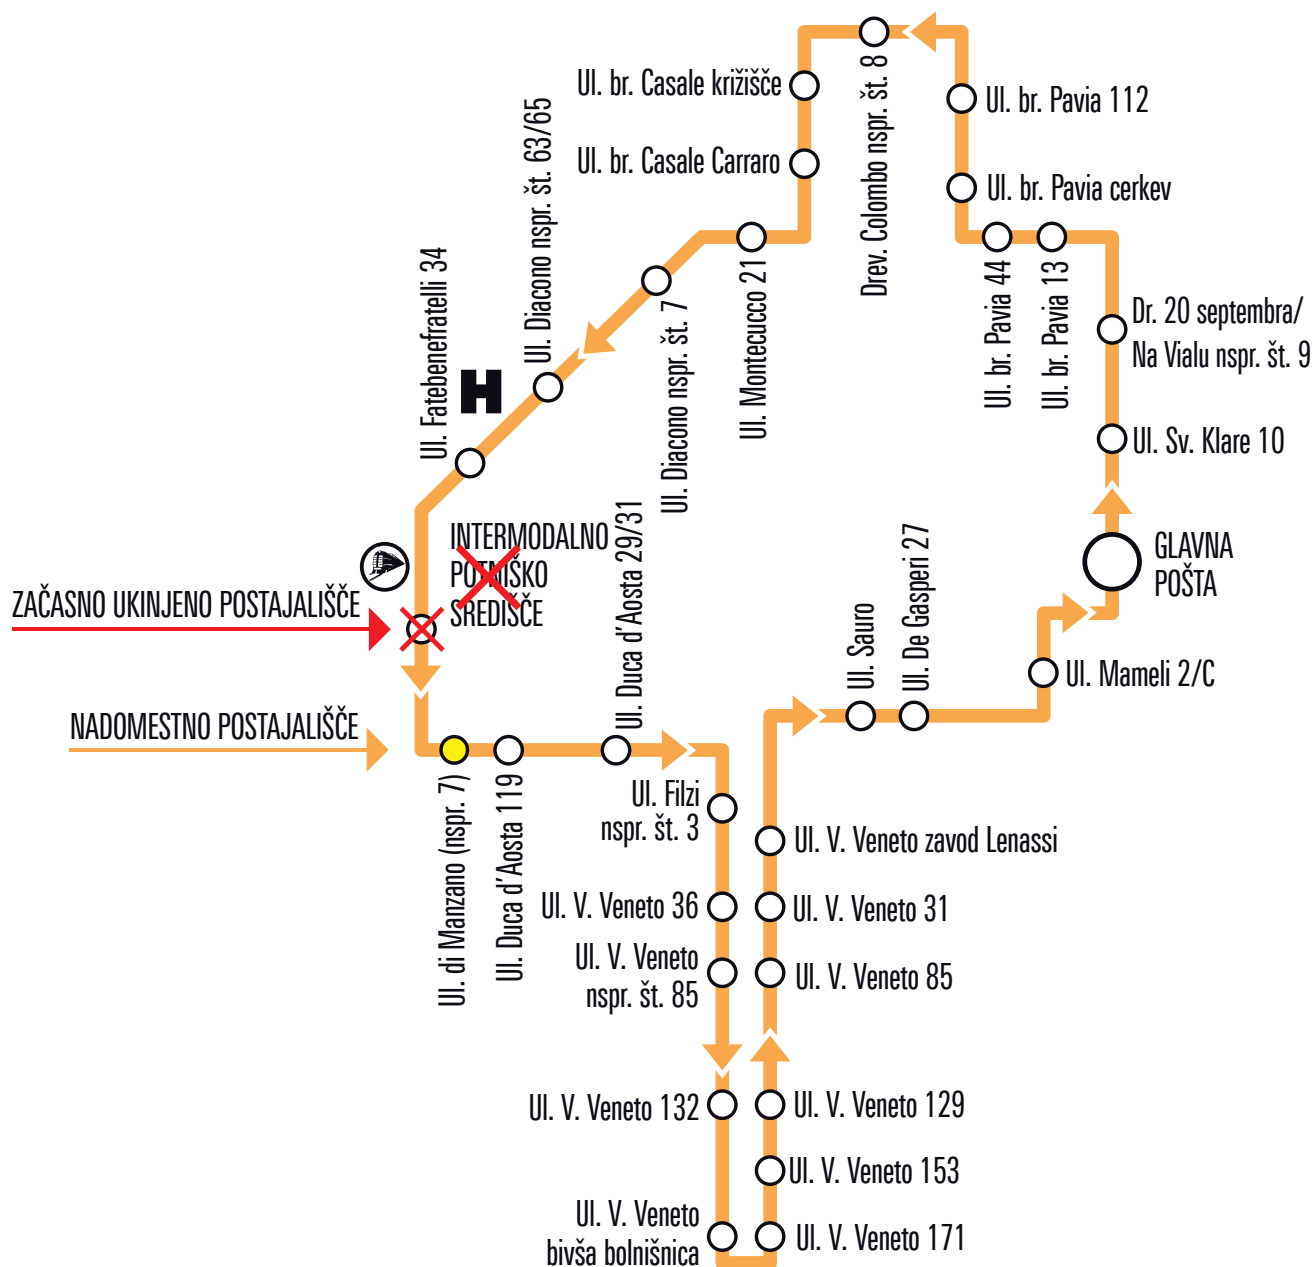 Ul. br. Casale križišče
Ul. br. Casale Carraro
Drev. Colombo nspr. št. 8
Ul. br. Pavia 112
Ul. br. Pavia cerkev
Ul. br. Pavia 44
Ul. br. Pavia 13
Dr. 20 septembra/
Na Vialu nspr. št. 9
Ul. Sv. Klare 10
GLAVNA
POŠTA
Ul. Montecucco 21
Ul. Diacono nspr. št. 7
Ul. Diacono nspr. št. 63/65
H
Ul. Fatebenefratelli 34
INTERMODALNO
POTNIŠKO
SREDIŠČE
ZAČASNO UKINJENO POSTAJALIŠČE
NADOMESTNO POSTAJALIŠČE
Ul. di Manzano (nspr. 7)
Ul. Duca d'Aosta 119
Ul. Duca d'Aosta 29/31
Ul. Filzi
nspr. št. 3
Ul. V. Veneto 36
Ul. V. Veneto
nspr. št. 85
Ul. V. Veneto 132
Ul. V. Veneto
bivša bolnišnica
Ul. V. Veneto 171
Ul. V. Veneto 153
Ul. V. Veneto 129
Ul. V. Veneto 85
Ul. V. Veneto 31
Ul. V. Veneto zavod Lenassi
Ul. Sauro
Ul. De Gasperi 27
Ul. Mameli 2/C